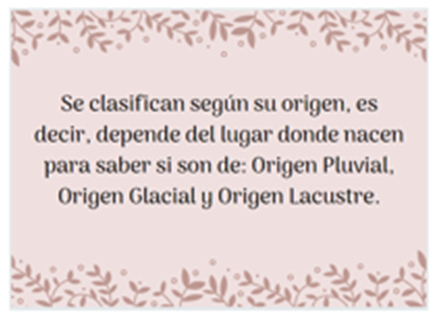 Se clasifican según su origen, es
decir, depende del lugar donde nacen
para saber si son de: Origen Pluvial,
Origen Glacial y Origen Lacustre.